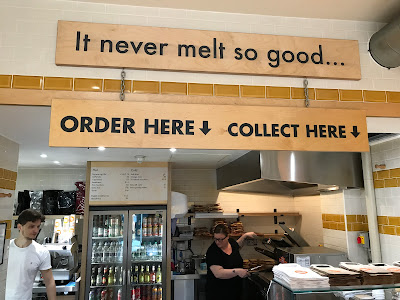 It never melt so good...
ORDER HERE↓ COLLECT HERE↓